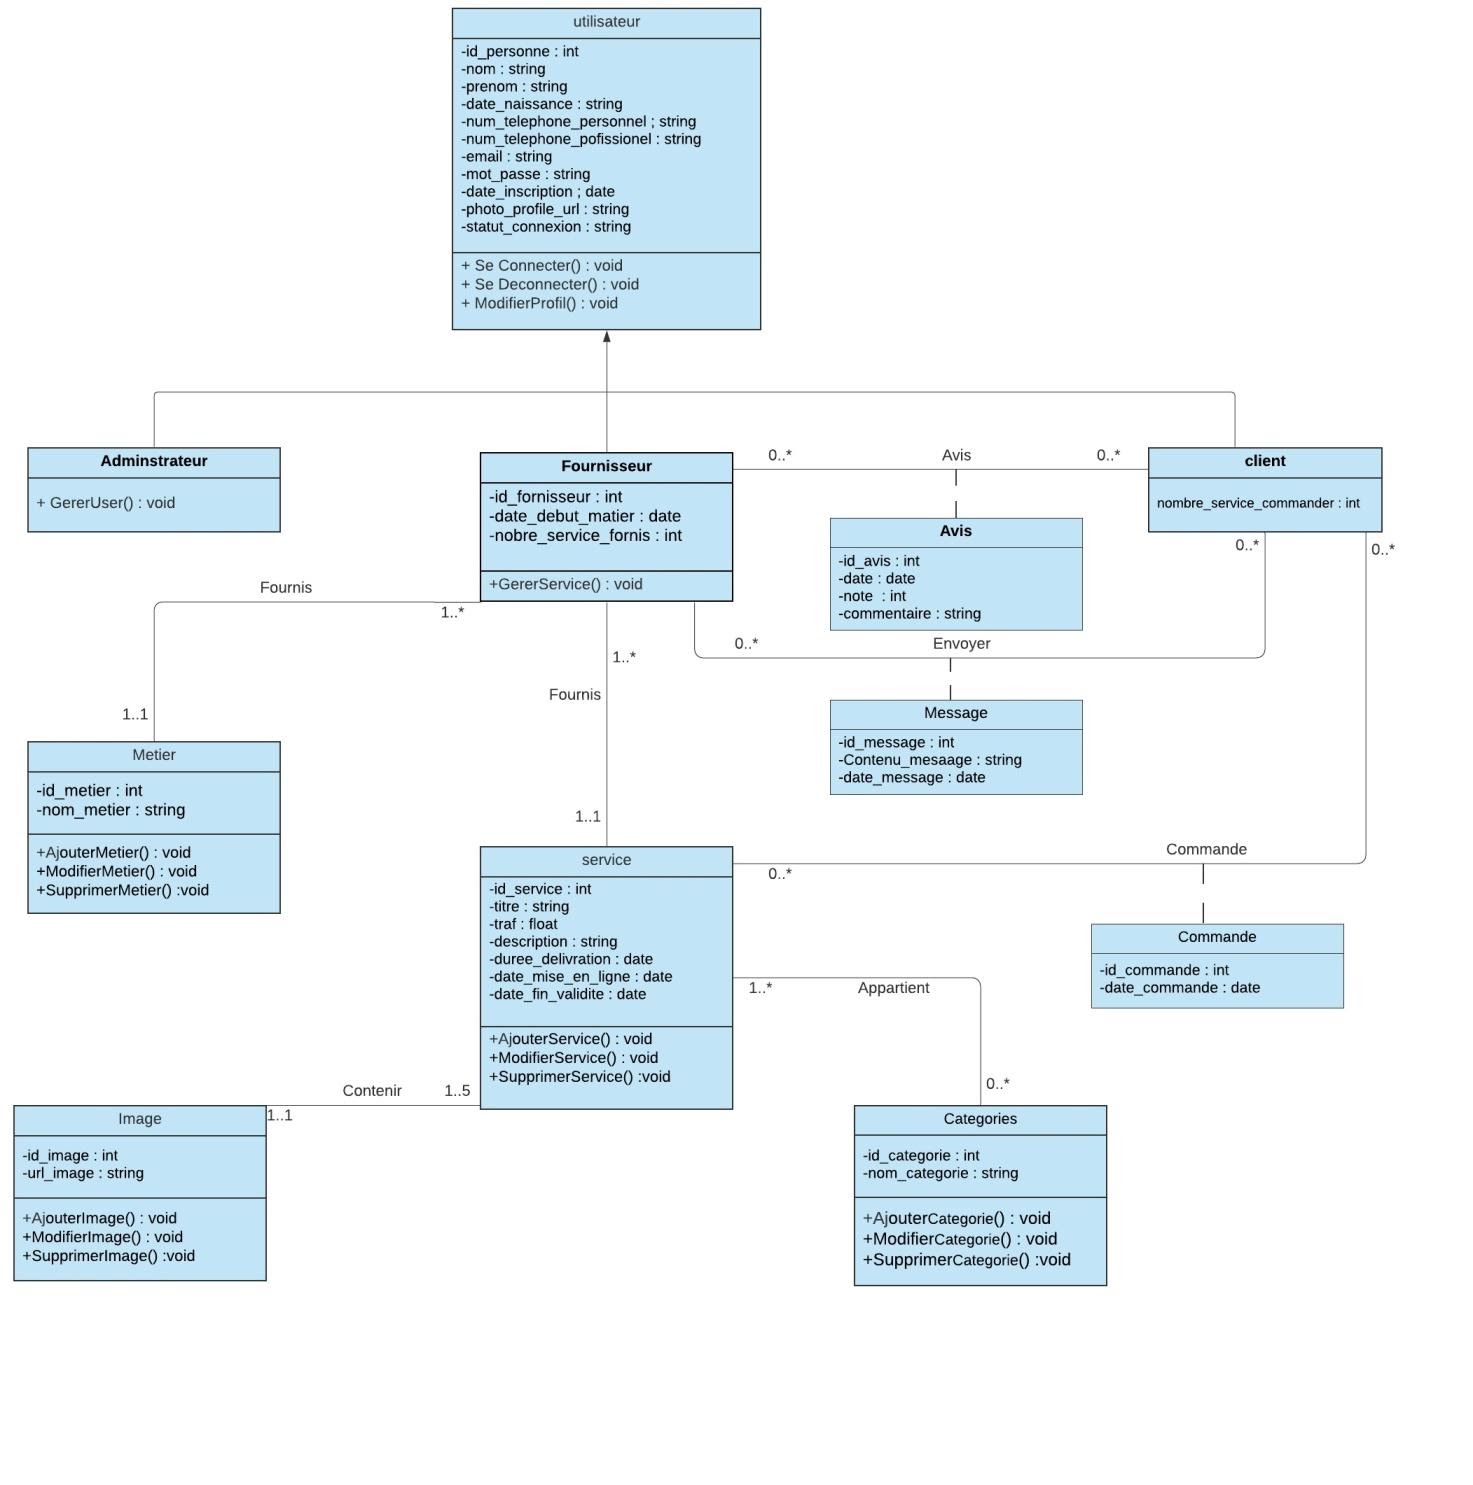 utilisateur
-id_personne : int
-nom : string
-prenom : string
-date_naissance : string
-num_telephone_personnel ; string
-num_telephone_pofissionel : string
-email : string
-mot_passe : string
-date_inscription ; date
-photo_profile_url : string
-statut_connexion : string
+ Se Connecter() : void
+ Se Deconnecter() : void
+ ModifierProfil() : void
Adminstrateur
+ GererUser() : void
Fournisseur
-id_fornisseur : int
-date_debut_matier : date
-nobre_service_fornis : int
+GererService() : void
0..*
Avis
0..*
client
nombre_service_commander : int
Avis
-id_avis : int
-date : date
-note : int
-commentaire : string
0..*
0..*
Fournis
1..*
1..1
0..*
Envoyer
1..*
Fournis
1..1
Message
-id_message : int
-Contenu_mesaage : string
-date_message : date
Metier
-id_metier : int
-nom_metier : string
+AjouterMetier() : void
+ModifierMetier() : void
+SupprimerMetier() :void
service
-id_service : int
-titre : string
-traf : float
-description : string
-duree_delivration : date
-date_mise_en_ligne : date
-date_fin_validite : date
+AjouterService() : void
+ModifierService() : void
+SupprimerService() :void
0..*
Commande
Commande
-id_commande : int
-date_commande : date
1..*
Appartient
0..*
Contenir
1..5
1..1
Image
-id_image : int
-url_image : string
+AjouterImage() : void
+ModifierImage() : void
+SupprimerImage() :void
Categories
-id_categorie : int
-nom_categorie : string
+AjouterCategorie() : void
+ModifierCategorie() : void
+SupprimerCategorie() :void